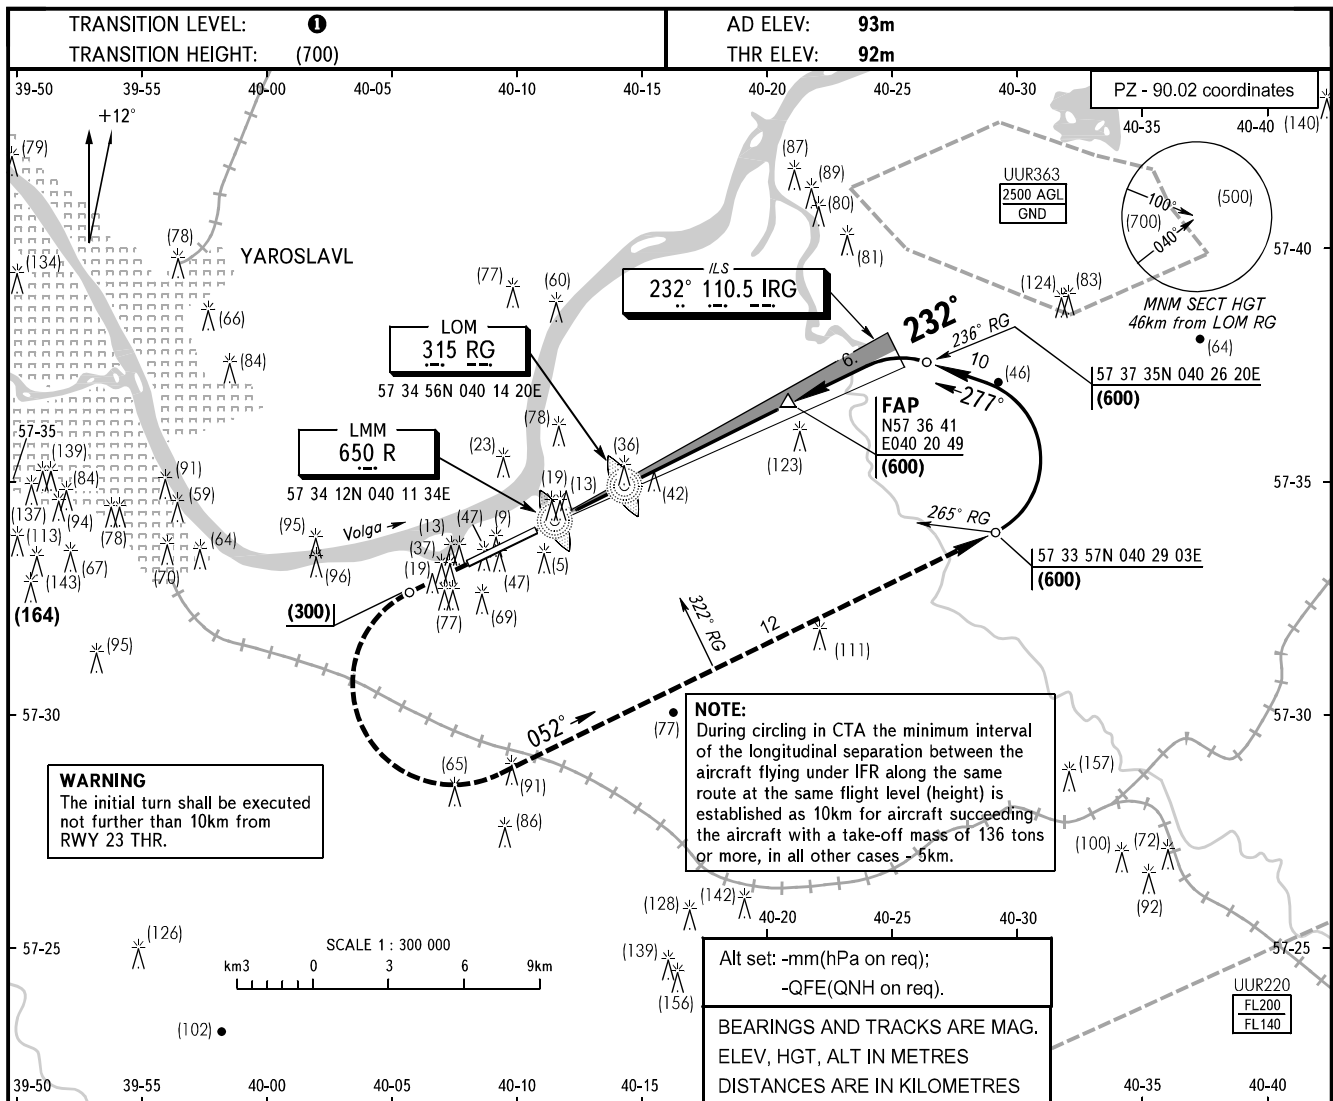 TRANSITION LEVEL: ❶
TRANSITION HEIGHT: (700)
AD ELEV: 93m
THR ELEV: 92m
39-50 39-55 40-00 40-05 40-10 40-15 40-20 40-25 40-30
PZ - 90.02 coordinates
40-35 40-40
(140)
+12°
(79)
(87)
(89)
(80)
(81)
UUR363
2500 AGL
GND
100°
(500)
(700)
040°
57-40
MNM SECT HGT
46km from LOM RG
(64)
(78)
YAROSLAVL
(134)
(66)
(84)
(77)
(60)
(124)
(83)
ILS
232° 110.5 IRG
232°
LOM
315 RG
57 34 56N 040 14 20E
6.
236° RG
10
(46)
277°
57 37 35N 040 26 20E
(600)
FAP
N57 36 41
E040 20 49
(600)
(123)
LMM
650 R
57 34 12N 040 11 34E
(78)
(23)
(36)
(19)
(13)
(42)
57-35
57-35
(139)
(84)
(91)
(59)
(137)
(94)
(78)
(113)
(67)
(143)
(164)
(70)
(64)
(95)
(96)
Volga
(13)
(47)
(9)
(37)
(19)
(5)
(47)
(69)
(77)
(300)
265° RG
57 33 57N 040 29 03E
(600)
322° RG
12
(111)
(95)
57-30
57-30
052°
(65)
(91)
(86)
(77)
NOTE:
During circling in CTA the minimum interval
of the longitudinal separation between the
aircraft flying under IFR along the same
route at the same flight level (height) is
established as 10km for aircraft succeeding
the aircraft with a take-off mass of 136 tons
or more, in all other cases - 5km.
WARNING
The initial turn shall be executed
not further than 10km from
RWY 23 THR.
(157)
(100)
(72)
(92)
(128)
(142)
40-20 40-25 40-30
57-25
57-25
(126)
SCALE 1 : 300 000
km3 0 3 6 9km
(139)
(156)
(102)
Alt set: -mm(hPa on req);
-QFE(QNH on req).
BEARINGS AND TRACKS ARE MAG.
ELEV, HGT, ALT IN METRES
DISTANCES ARE IN KILOMETRES
UUR220
FL200
FL140
39-50 39-55 40-00 40-05 40-10 40-15 40-35 40-40